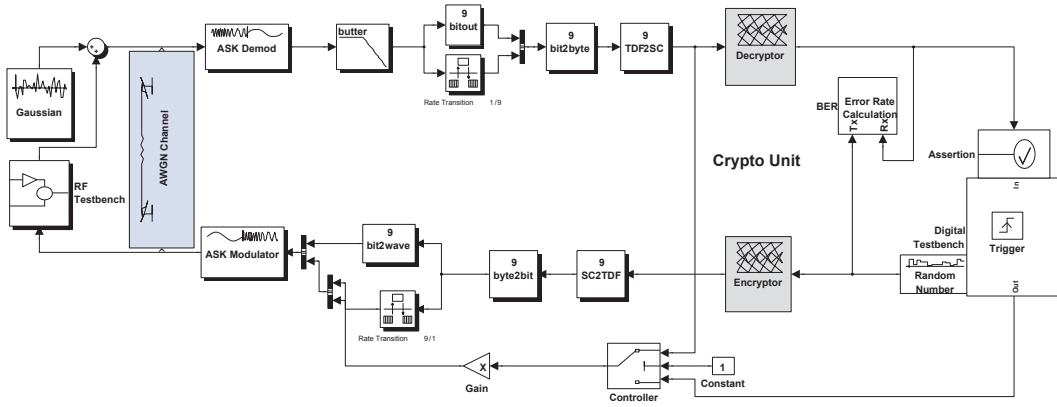 9
bitout
butter
ASK Demod
9
bit2byte
9
TDF2SC
Decryptor
Rate Transition 1/9
Gaussian
+
+
AWGN Channel
BER
Error Rate
Calculation
Tx
Rx
Crypto Unit
Assertion
In
RF
Testbench
Digital
Testbench
Trigger
Random
Number
Out
ASK Modulator
9
bit2wave
9
byte2bit
9
SC2TDF
Encryptor
Rate Transition 9/1
X
Gain
Controller
1
Constant